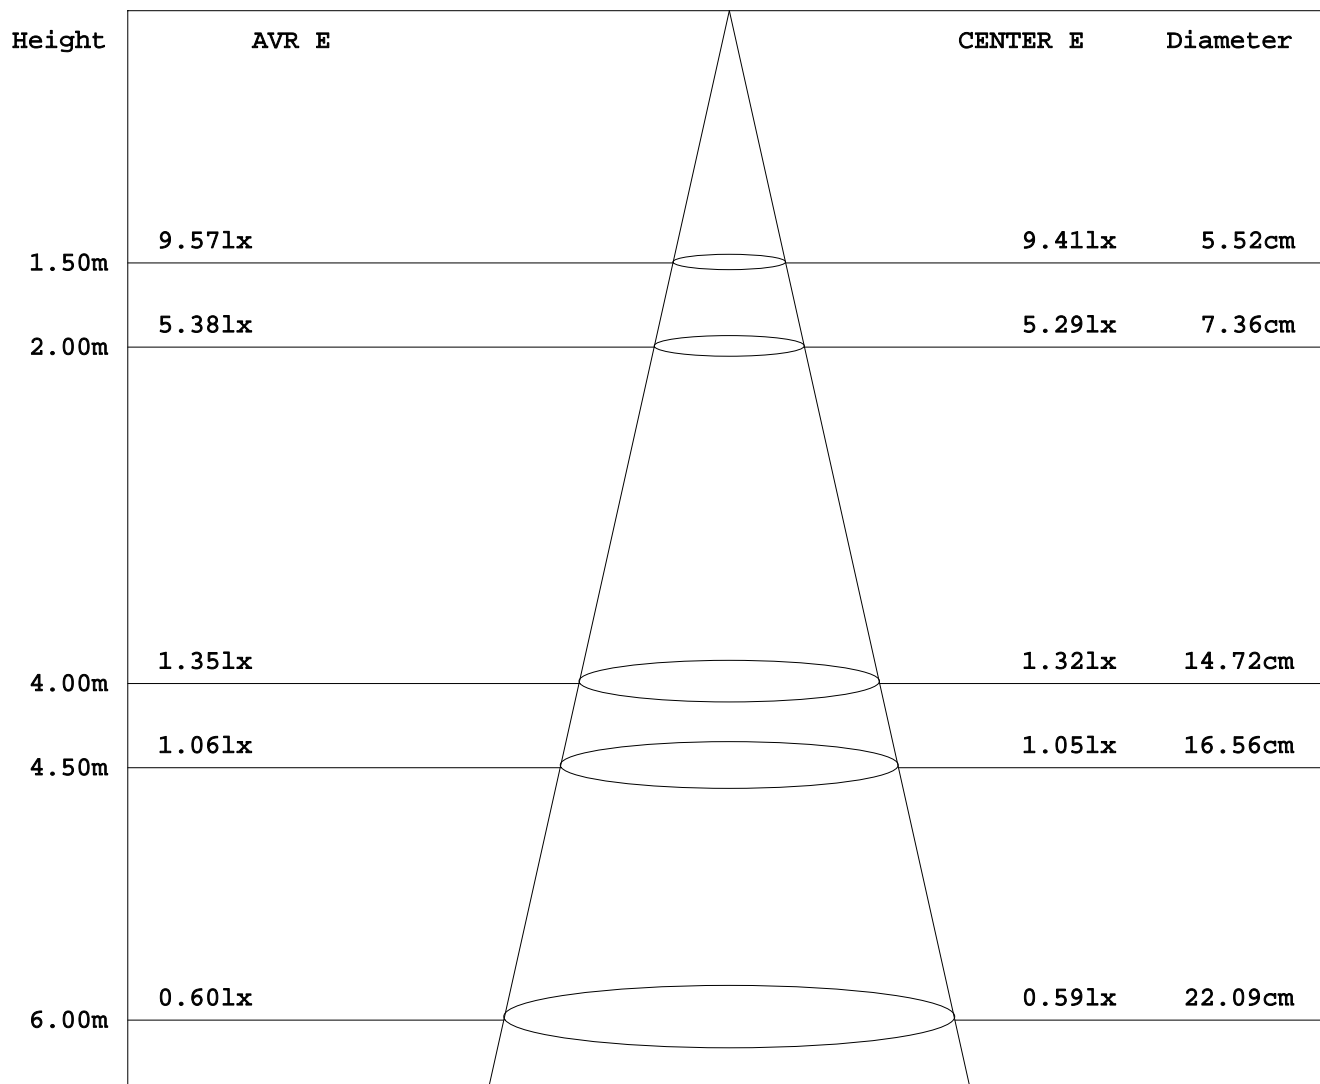 Height AVR E CENTER E Diameter
9.57lx 9.41lx 5.52cm
1.50m
5.38lx 5.29lx 7.36cm
2.00m
1.35lx 1.32lx 14.72cm
4.00m
1.06lx 1.05lx 16.56cm
4.50m
0.60lx 0.59lx 22.09cm
6.00m